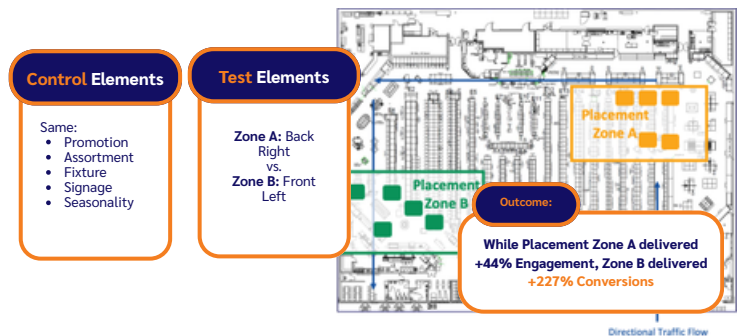 Control Elements
Same:
• Promotion
• Assortment
• Fixture
• Signage
• Seasonality
Test Elements
Zone A: Back
Right
vs.
Zone B: Front
Left
Placement
Zone A
Placement
Zone B
Outcome:
While Placement Zone A delivered
+44% Engagement, Zone B delivered
+227% Conversions
Directional Traffic Flow